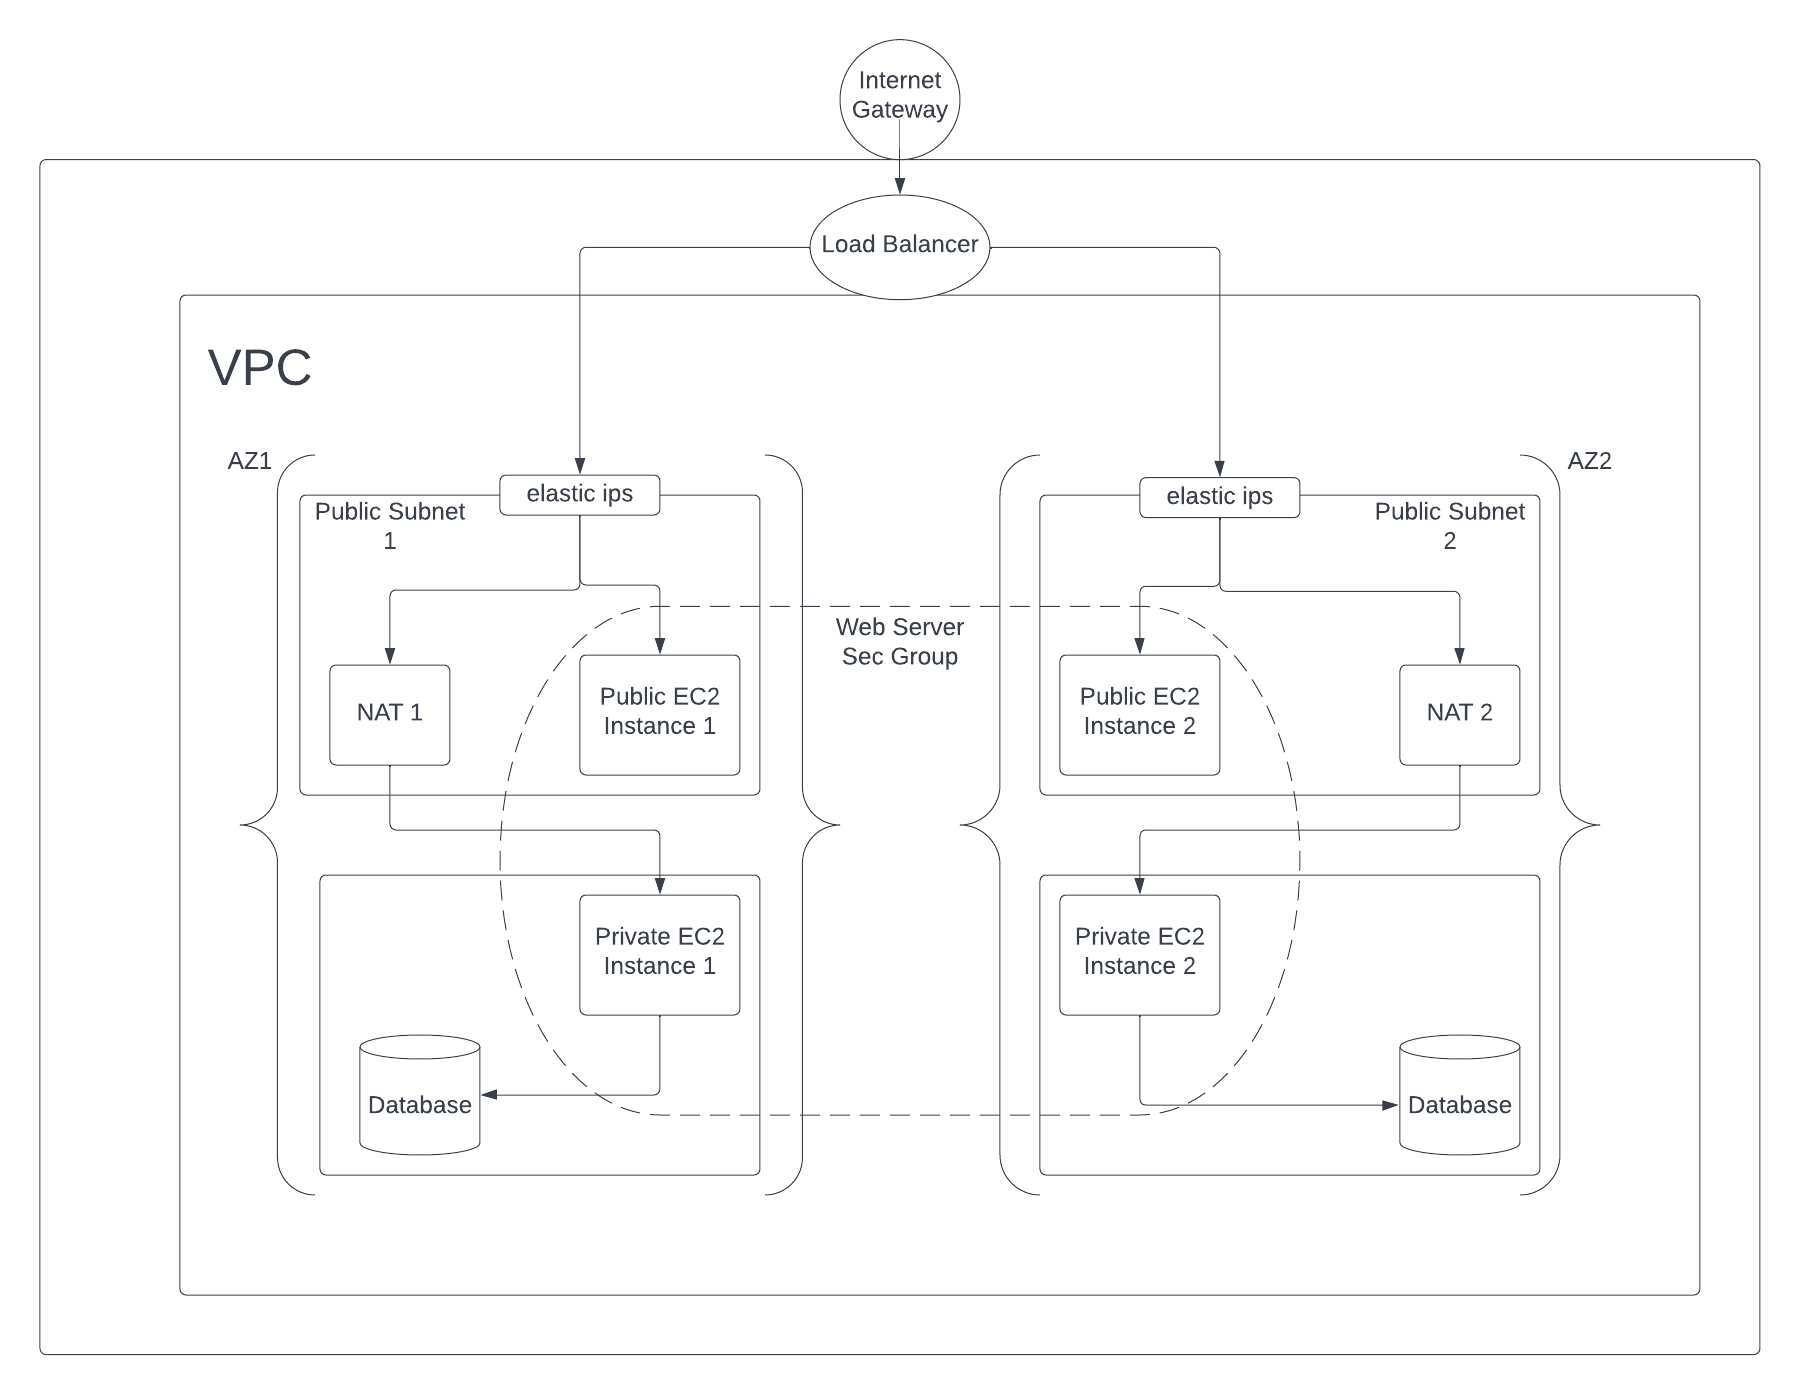 Internet
Gateway
Load Balancer
VPC
AZ1
AZ2
elastic ips
elastic ips
Public Subnet
1
Public Subnet
2
Web Server
Sec Group
NAT 1
Public EC2
Instance 1
Public EC2
Instance 2
NAT 2
Private EC2
Instance 1
Private EC2
Instance 2
Database
Database